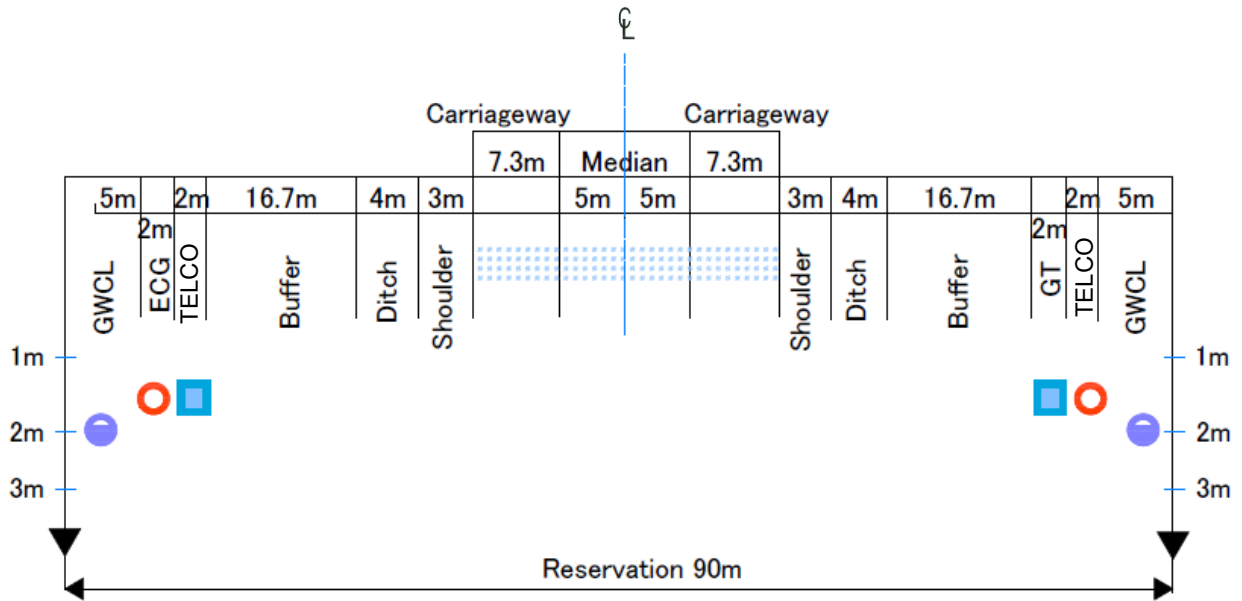 ℄
Carriageway Carriageway
7.3m Median 7.3m
5m 2m 16.7m 4m 3m 5m 5m 3m 4m 16.7m 2m 5m
2m 2m
GWCL ECG TELCO Buffer Ditch Shoulder Shoulder Ditch Buffer GT TELCO GWCL
1m 1m
2m 2m
3m 3m
Reservation 90m